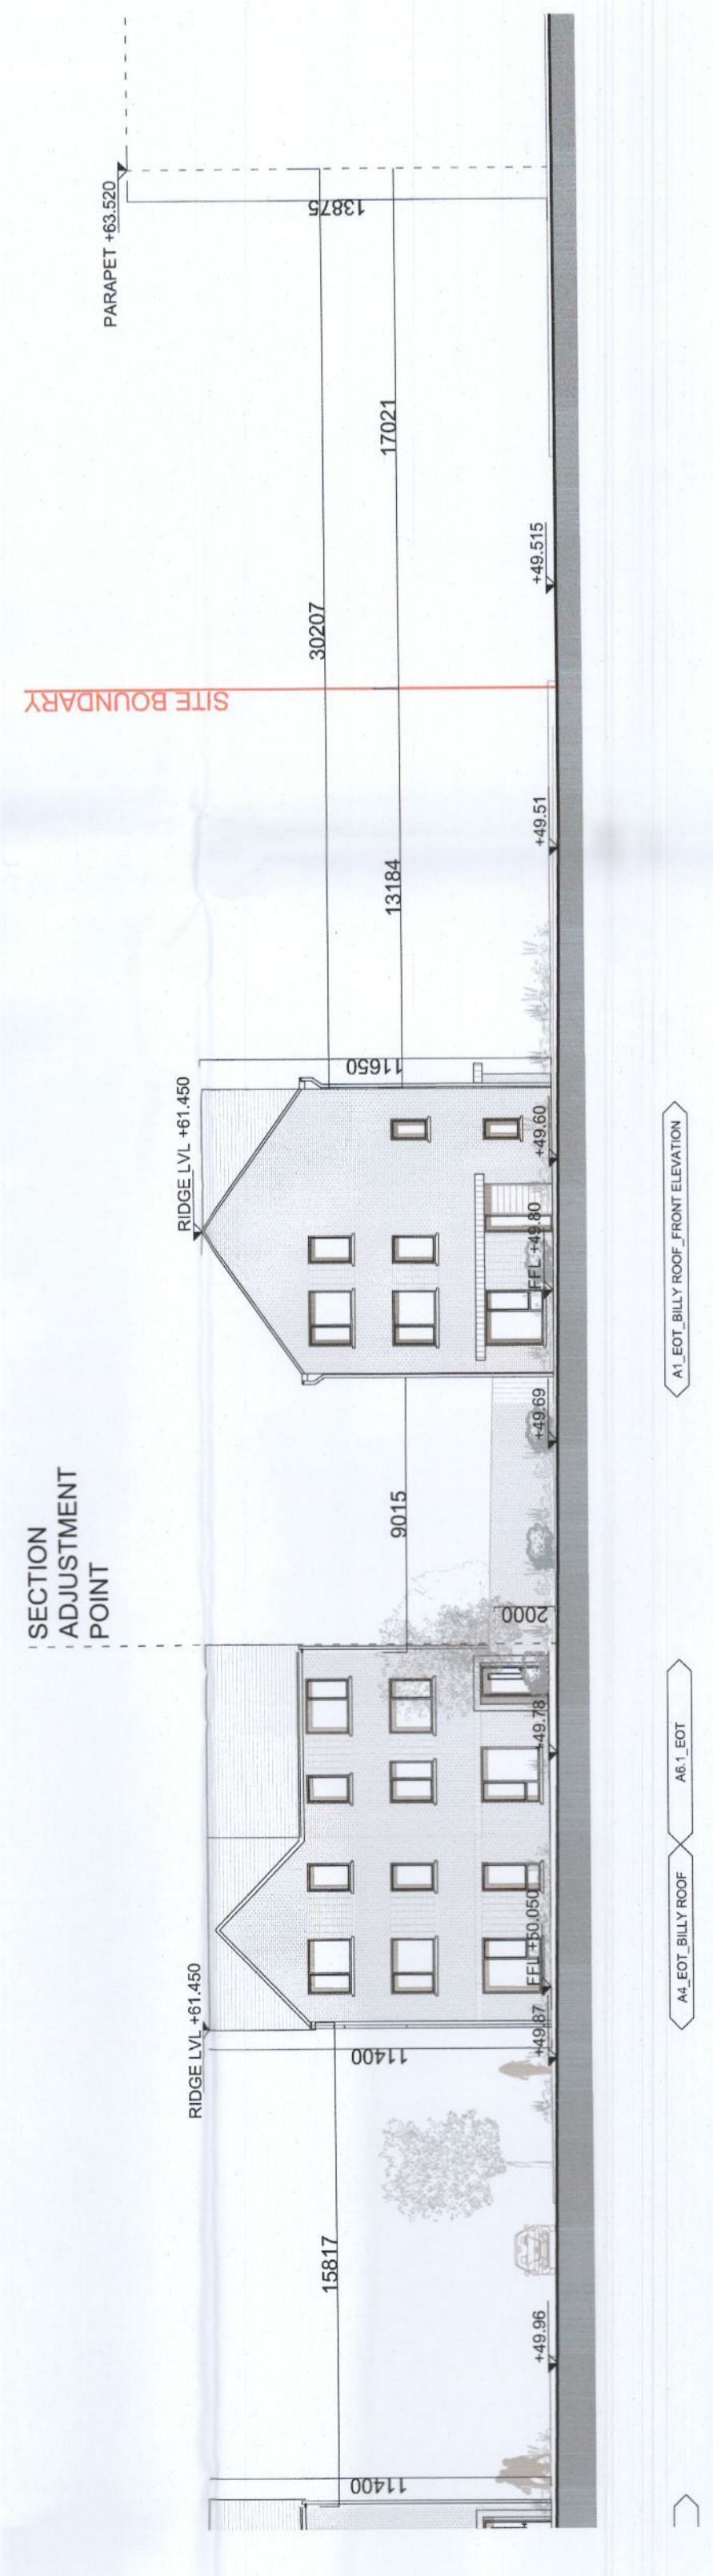 SECTION
ADJUSTMENT
POINT
SITE BOUNDARY
PARAPET +63.520
RIDGE LVL +61.450
RIDGE LVL +61.450
11400
15817
11400
9015
2000
11650
30207
13184
17021
13875
+49.96
+49.87
FFL +50.050
+49.78
+49.69
FFL +49.80
+49.60
+49.51
+49.515
A4_EOT_BILLY ROOF
A6.1_EOT
A1_EOT_BILLY ROOF_FRONT ELEVATION